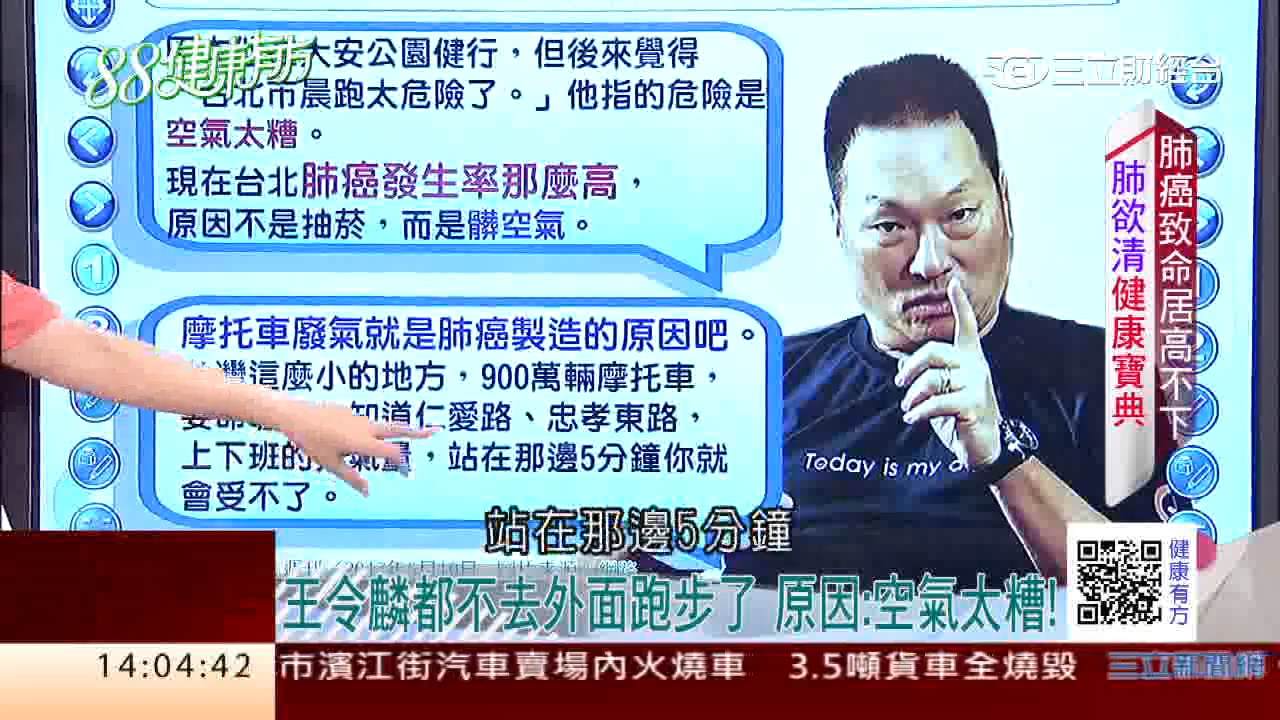 88健康有方
三立財經台
大安公園健行，但後來覺得
台北市晨跑太危險了。」他指的危險是
空氣太糟。
現在台北肺癌發生率那麼高，
原因不是抽菸，而是髒空氣。
摩托車廢氣就是肺癌製造的原因吧。
灣這麼小的地方，900萬輛摩托車，
知道仁愛路、忠孝東路，
上下班的
量，站在那邊5分鐘你就
會受不了。
Today is my
1
肺癌致命居高不下
肺欲清健康寶典
站在那邊5分鐘
王令麟都不去外面跑步了 原因:空氣太糟!
健康有方
14:04:42
市濱江街汽車賣場內火燒車 3.5噸貨車全燒毀
三立新聞網